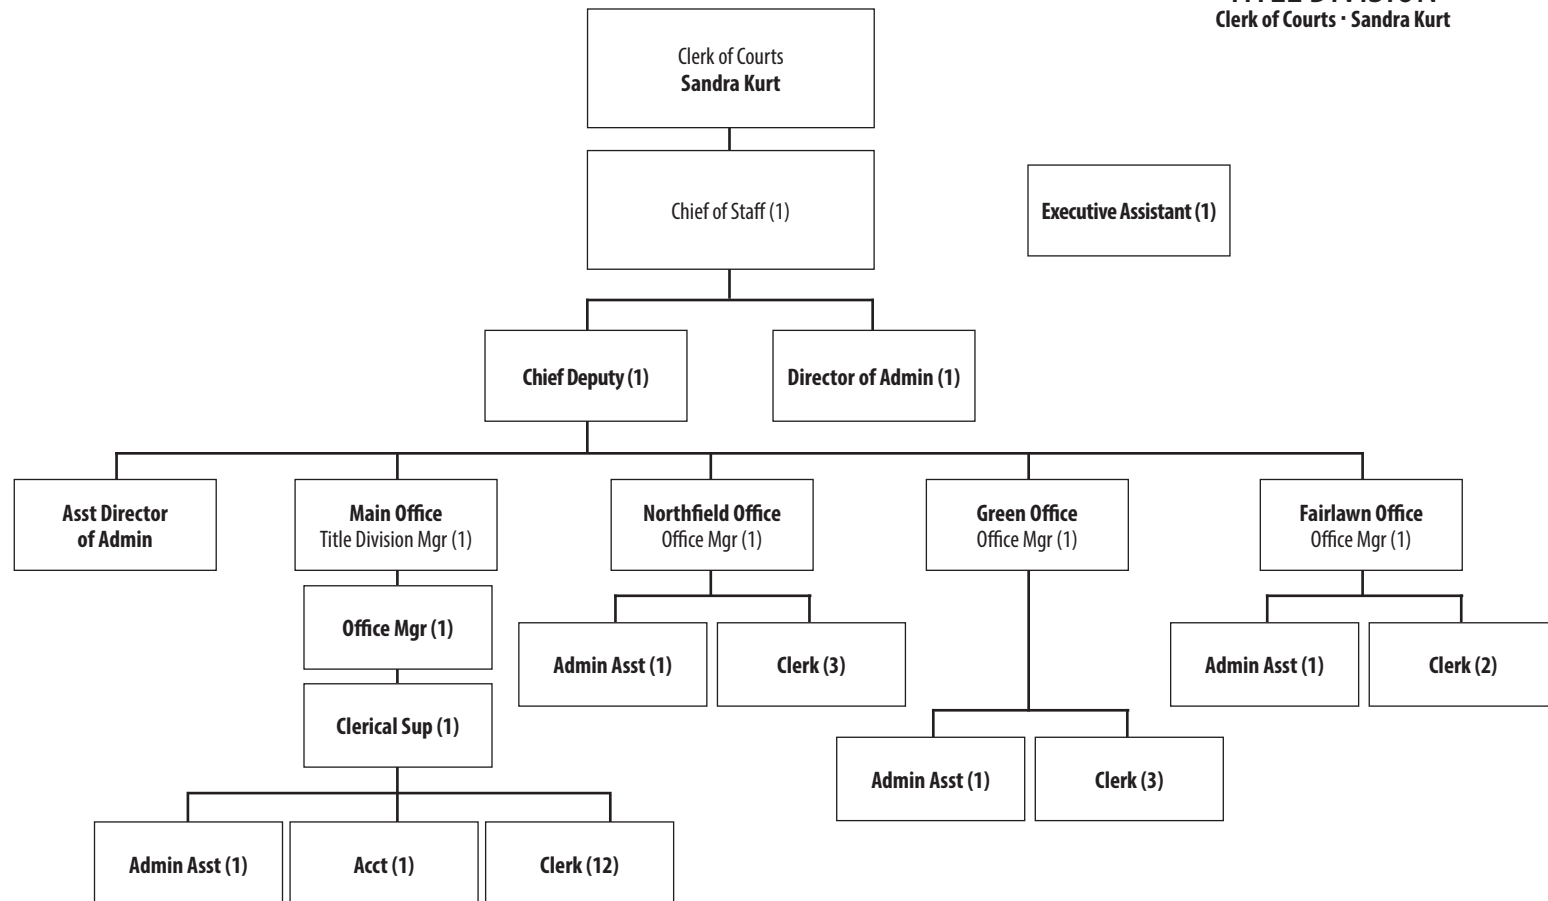 TITLE DIVISION
Clerk of Courts · Sandra Kurt
Clerk of Courts
Sandra Kurt
Chief of Staff (1)
Executive Assistant (1)
Chief Deputy (1)
Director of Admin (1)
Asst Director
of Admin
Main Office
Title Division Mgr (1)
Northfield Office
Office Mgr (1)
Green Office
Office Mgr (1)
Fairlawn Office
Office Mgr (1)
Office Mgr (1)
Clerical Sup (1)
Admin Asst (1)
Clerk (3)
Admin Asst (1)
Clerk (2)
Admin Asst (1)
Clerk (3)
Admin Asst (1)
Acct (1)
Clerk (12)